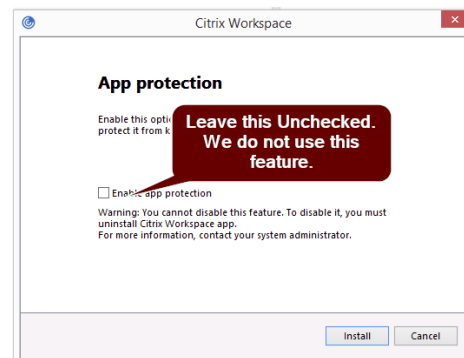 Citrix Workspace
App protection
Enable this opti
protect it from k
Leave this Unchecked.
We do not use this
feature.
Enable app protection
Warning: You cannot disable this feature. To disable it, you must
uninstall Citrix Workspace app.
For more information, contact your system administrator.
Install Cancel